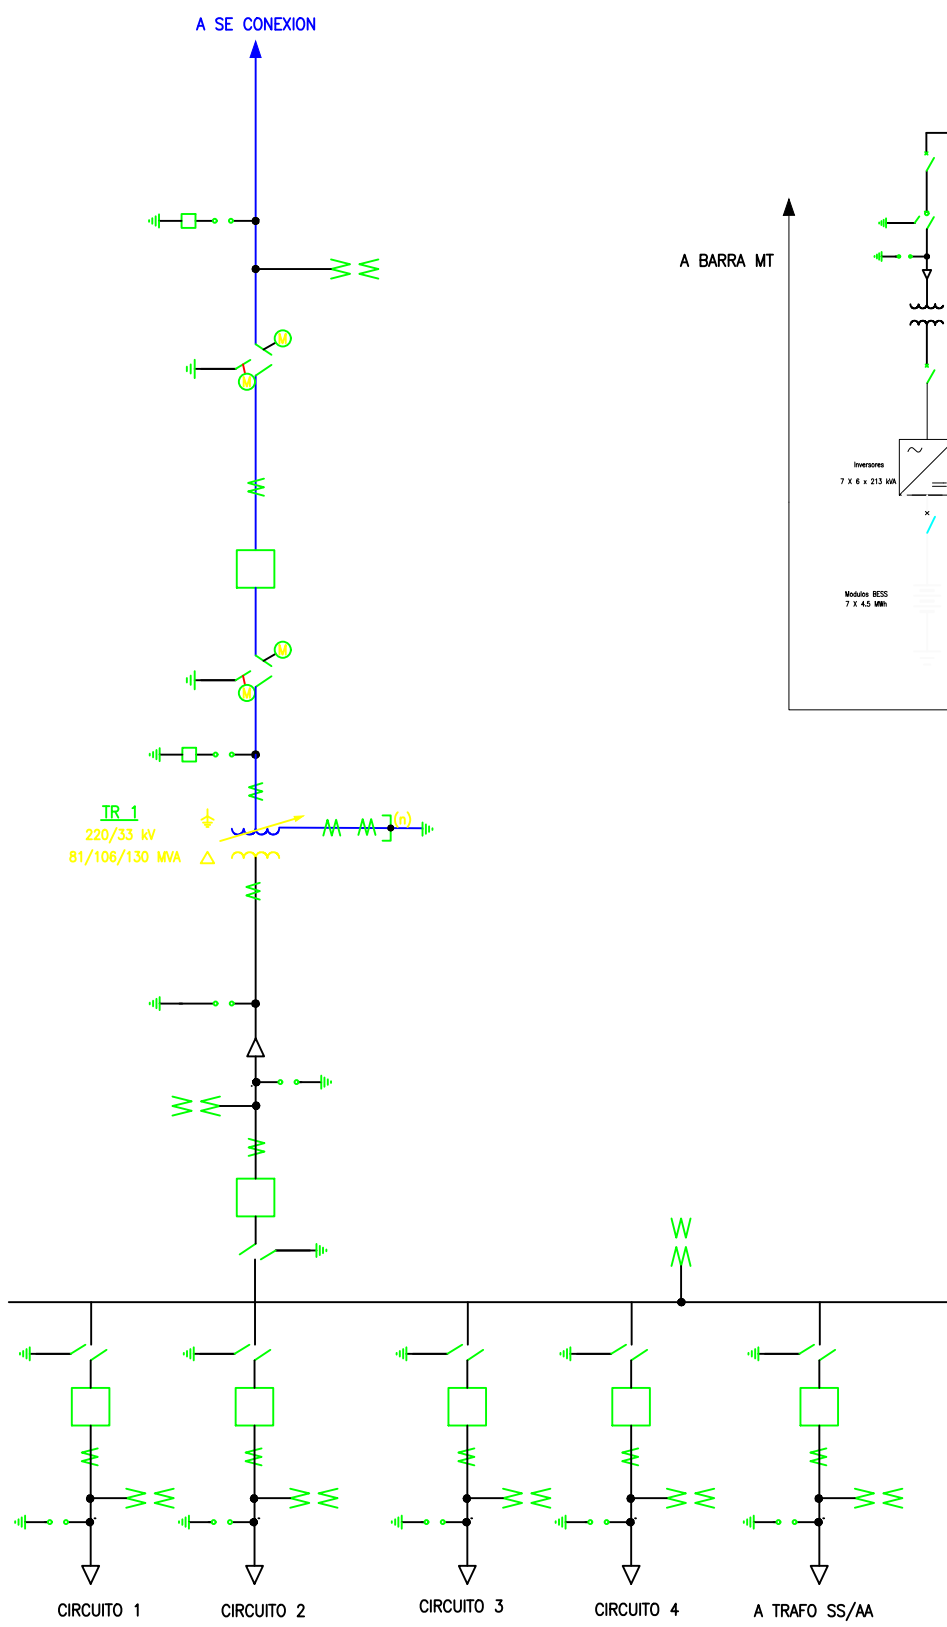 A SE CONEXION
A BARRA MT
M
M
Inversores
7 X 6 x 213 kVA
Modulos BESS
7 X 4.5 MWh
M
M
TR 1
220/33 kV
81/106/130 MVA
(n)
CIRCUITO 1
CIRCUITO 2
CIRCUITO 3
CIRCUITO 4
A TRAFO SS/AA